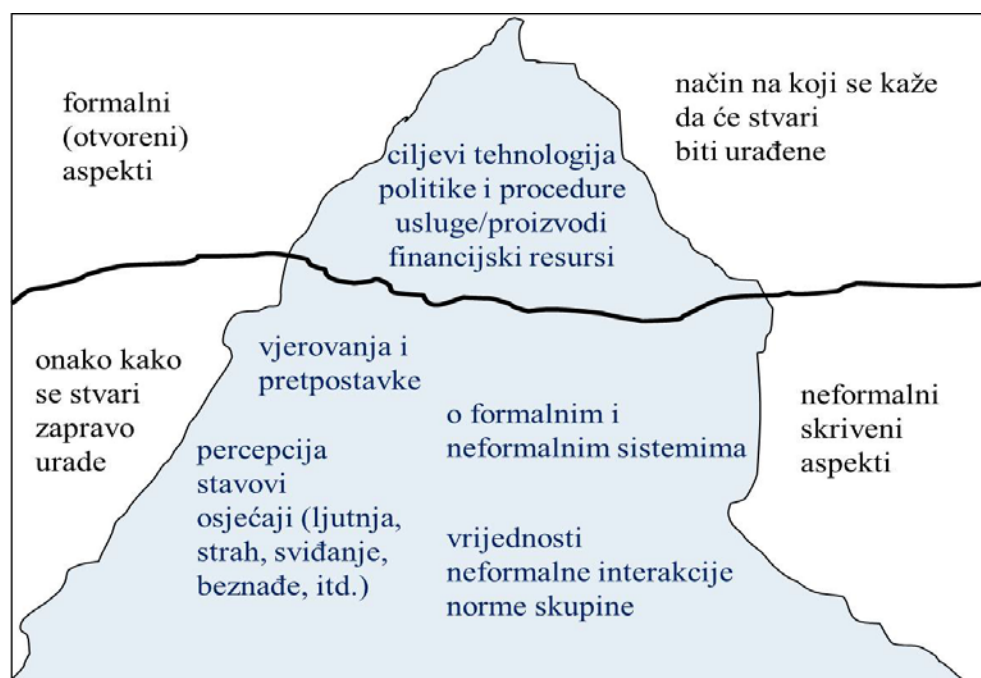 formalni
(otvoreni)
aspekti
način na koji se kaže
da će stvari
biti urađene
ciljevi tehnologija
politike i procedure
usluge/proizvodi
financijski resursi
onako kako
se stvari
zapravo
urade
vjerovanja i
pretpostavke
o formalnim i
neformalnim sistemima
neformalni
skriveni
aspekti
percepcija
stavovi
osjećaji (ljutnja,
strah, sviđanje,
beznađe, itd.)
vrijednosti
neformalne interakcije
norme skupine